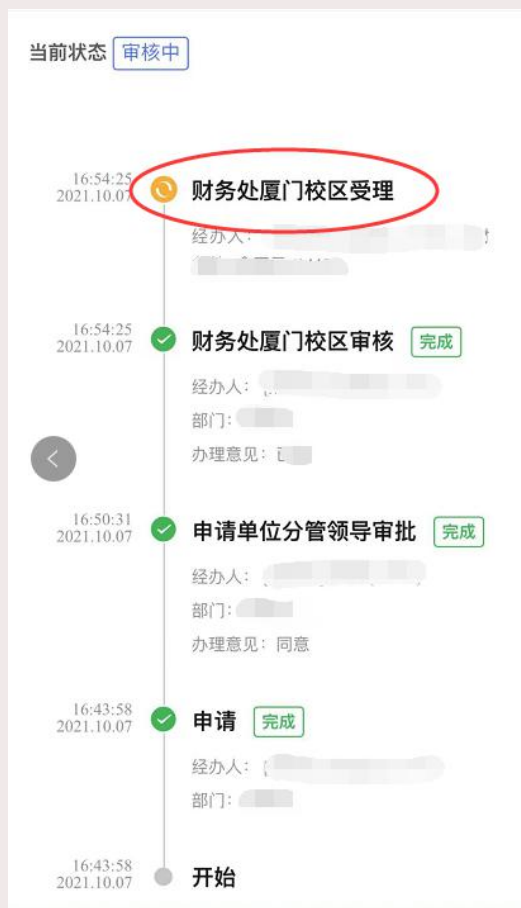 当前状态 审核中
16:54:25
2021.10.07
财务处厦门校区受理
经办人：
16:54:25
2021.10.07
财务处厦门校区审核 完成
经办人：
部门：
办理意见：已
16:50:31
2021.10.07
申请单位分管领导审批 完成
经办人：
部门：
办理意见：同意
16:43:58
2021.10.07
申请 完成
经办人：
部门：
16:43:58
2021.10.07
开始